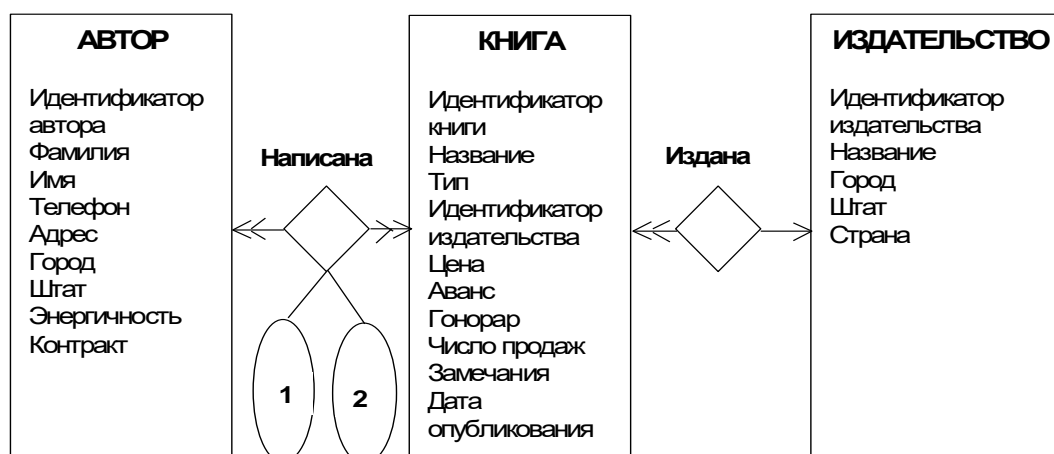 АВТОР
Идентификатор
автора
Фамилия
Имя
Телефон
Адрес
Город
Штат
Энергичность
Контракт
Написана
1
2
КНИГА
Идентификатор
книги
Название
Тип
Идентификатор
издательства
Цена
Аванс
Гонорар
Число продаж
Замечания
Дата
опубликования
Издана
ИЗДАТЕЛЬСТВО
Идентификатор
издательства
Название
Город
Штат
Страна